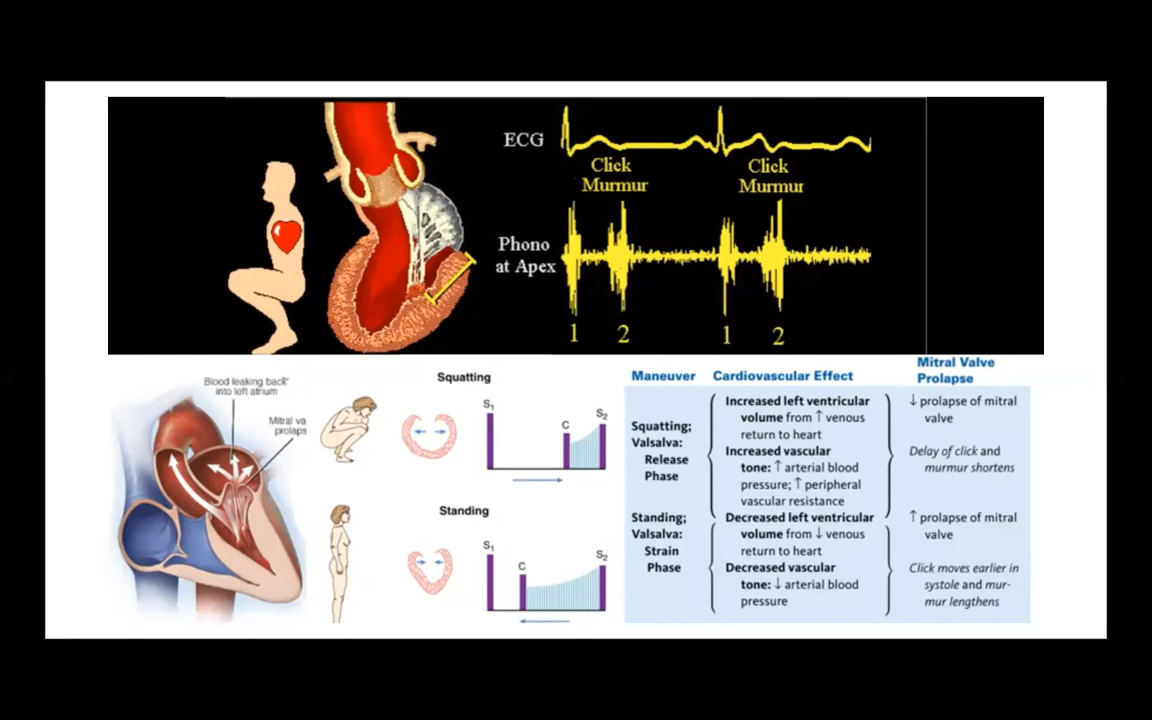 ECG
Click
Murmur
Click
Murmur
Phono
at Apex
1
2
1
2
Blood leaking back
into left atrium
Mitral va
prolaps
Squatting
S1
C
S2
Standing
S1
C
S2
Maneuver
Cardiovascular Effect
Mitral Valve
Prolapse
Squatting;
Valsalva:
Release
Phase
Increased left ventricular
volume from ↑ venous
return to heart
Increased vascular
tone: ↑ arterial blood
pressure; ↑ peripheral
vascular resistance
↓ prolapse of mitral
valve
Delay of click and
murmur shortens
Standing;
Valsalva:
Strain
Phase
Decreased left ventricular
volume from ↓ venous
return to heart
Decreased vascular
tone: ↓ arterial blood
pressure
↑ prolapse of mitral
valve
Click moves earlier in
systole and mur-
mur lengthens